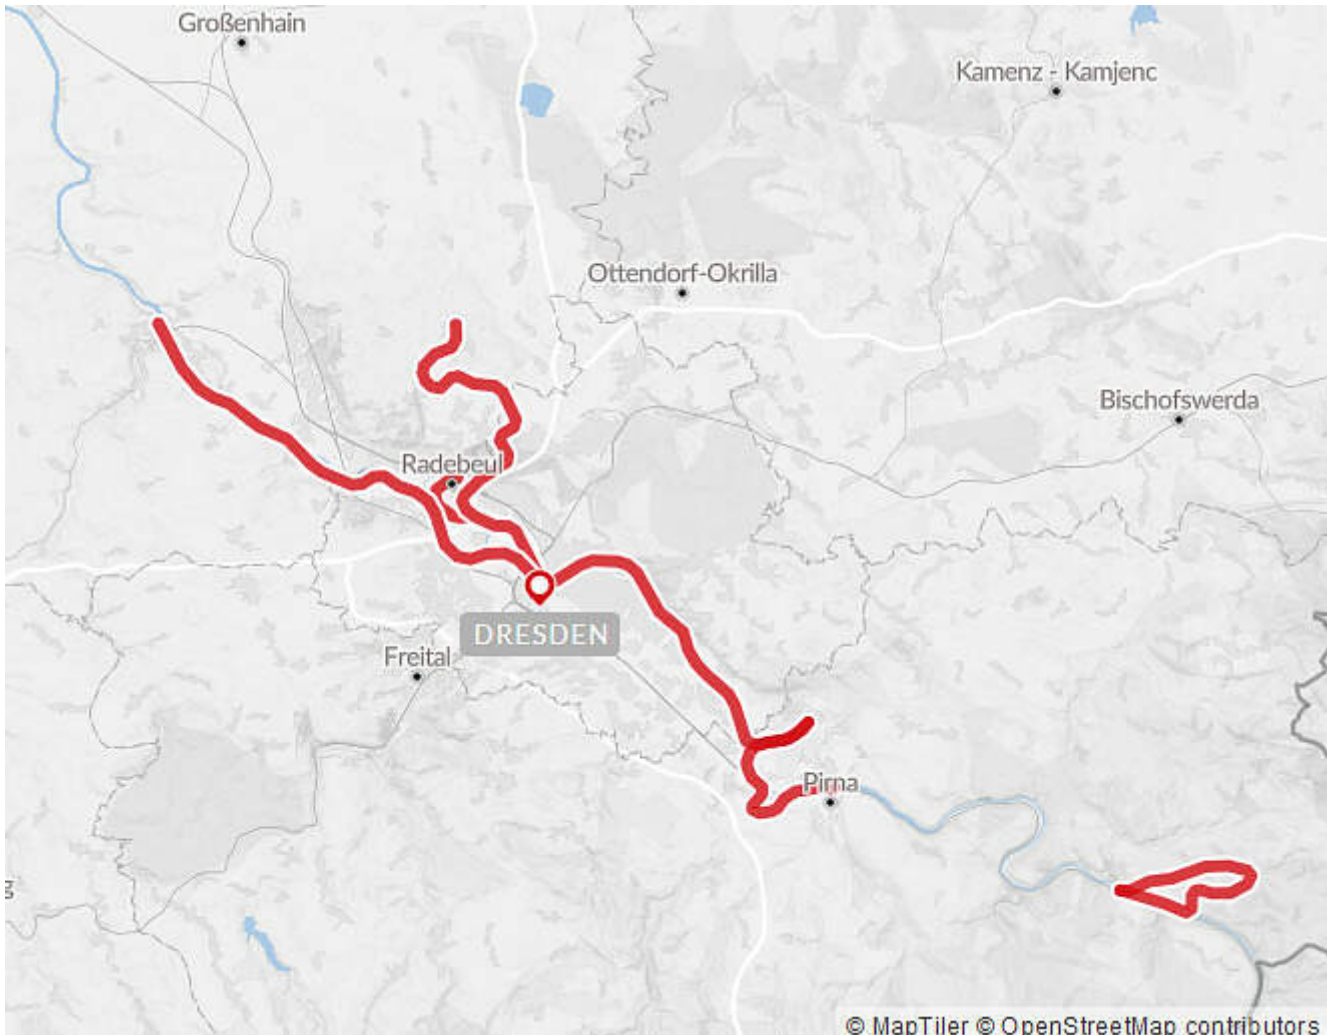 Großenhain
Kamenz - Kamjenc
Ottendorf-Okrilla
Bischofswerda
Radebeul
DRESDEN
Freital
Pirna
g
© MapTiler © OpenStreetMap contributors